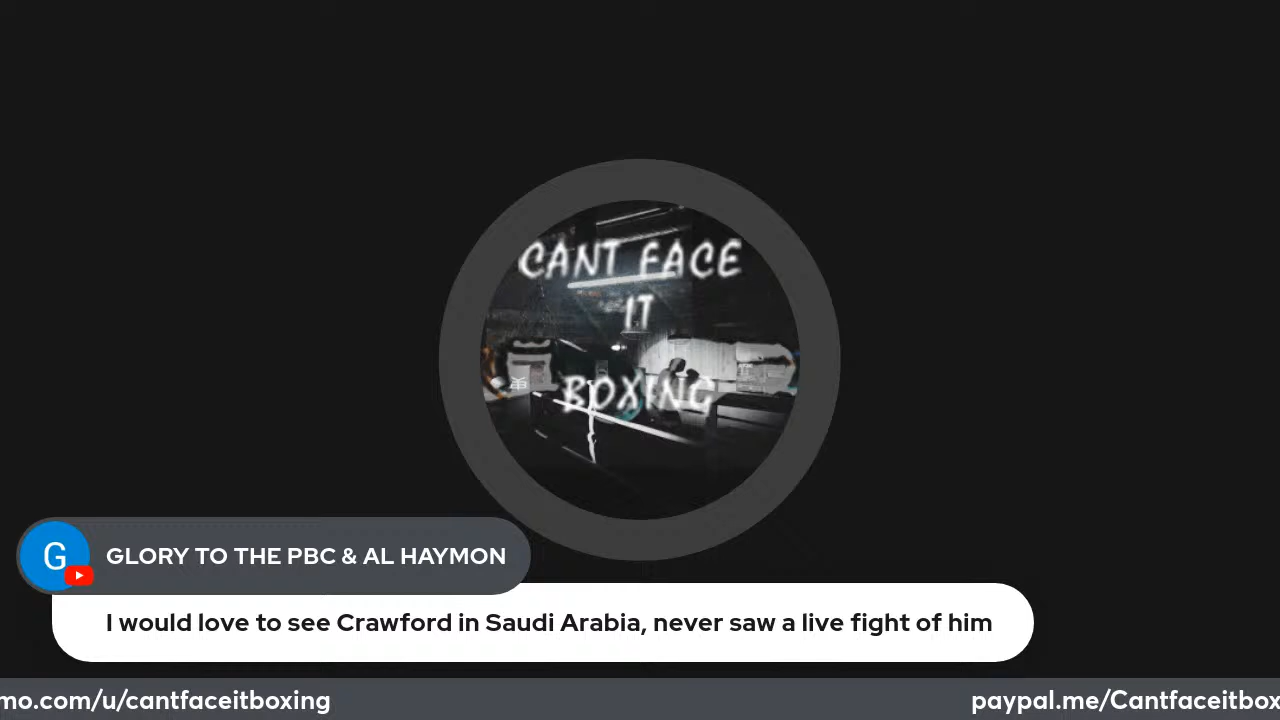 CANT FACE
IT
BOXING
G
GLORY TO THE PBC & AL HAYMON
I would love to see Crawford in Saudi Arabia, never saw a live fight of him
mo.com/u/cantfaceitboxing
paypal.me/Cantfaceitbox